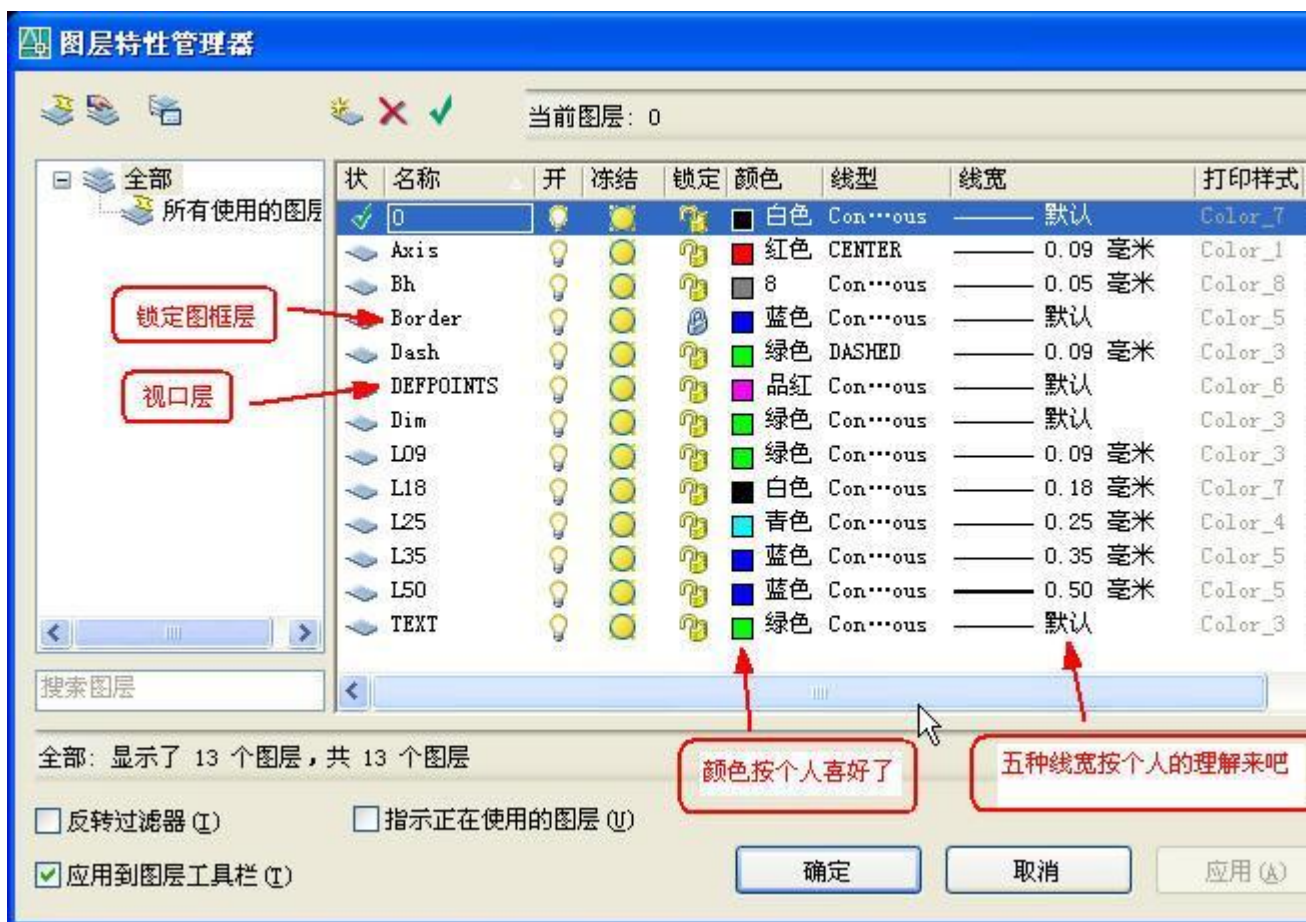 图层特性管理器
当前图层: 0
全部
所有使用的图层
状 名称 开 冻结 锁定 颜色 线型 线宽 打印样式
0 白色 Con···ous 默认 Color_7
Axis 红色 CENTER 0.09 毫米 Color_1
Bh 8 Con···ous 0.05 毫米 Color_8
Border 蓝色 Con···ous 默认 Color_5
Dash 绿色 DASHED 0.09 毫米 Color_3
DEFPOINTS 品红 Con···ous 默认 Color_6
Dim 绿色 Con···ous 默认 Color_3
L09 绿色 Con···ous 0.09 毫米 Color_3
L18 白色 Con···ous 0.18 毫米 Color_7
L25 青色 Con···ous 0.25 毫米 Color_4
L35 蓝色 Con···ous 0.35 毫米 Color_5
L50 蓝色 Con···ous 0.50 毫米 Color_5
TEXT 绿色 Con···ous 默认 Color_3
锁定图框层
视口层
搜索图层
全部: 显示了 13 个图层，共 13 个图层
颜色按个人喜好了
五种线宽按个人的理解来吧
反转过滤器(I)
指示正在使用的图层(U)
应用到图层工具栏(T)
确定
取消
应用(A)